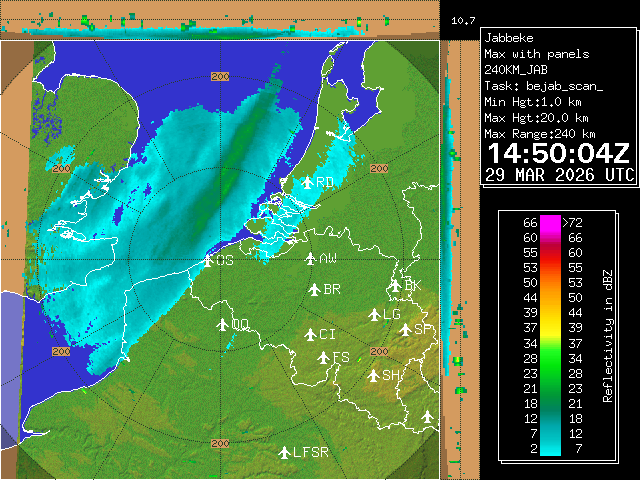 10.7
Jabbeke
Max with panels
240KM_JAB
Task: bejab_scan_
Min Hgt:1.0 km
Max Hgt:20.0 km
Max Range:240 km
14:50:04Z
29 MAR 2026 UTC
200
200
200
RD
OS
AW
BR
BK
LG
OQ
CI
SP
FS
SH
200
200
200
LFSR
66 >72
60 66
55 60
53 55
50 53
44 50
39 44
37 39
34 37
28 34
23 28
21 23
18 21
12 18
7 12
2 7
Reflectivity in dBZ